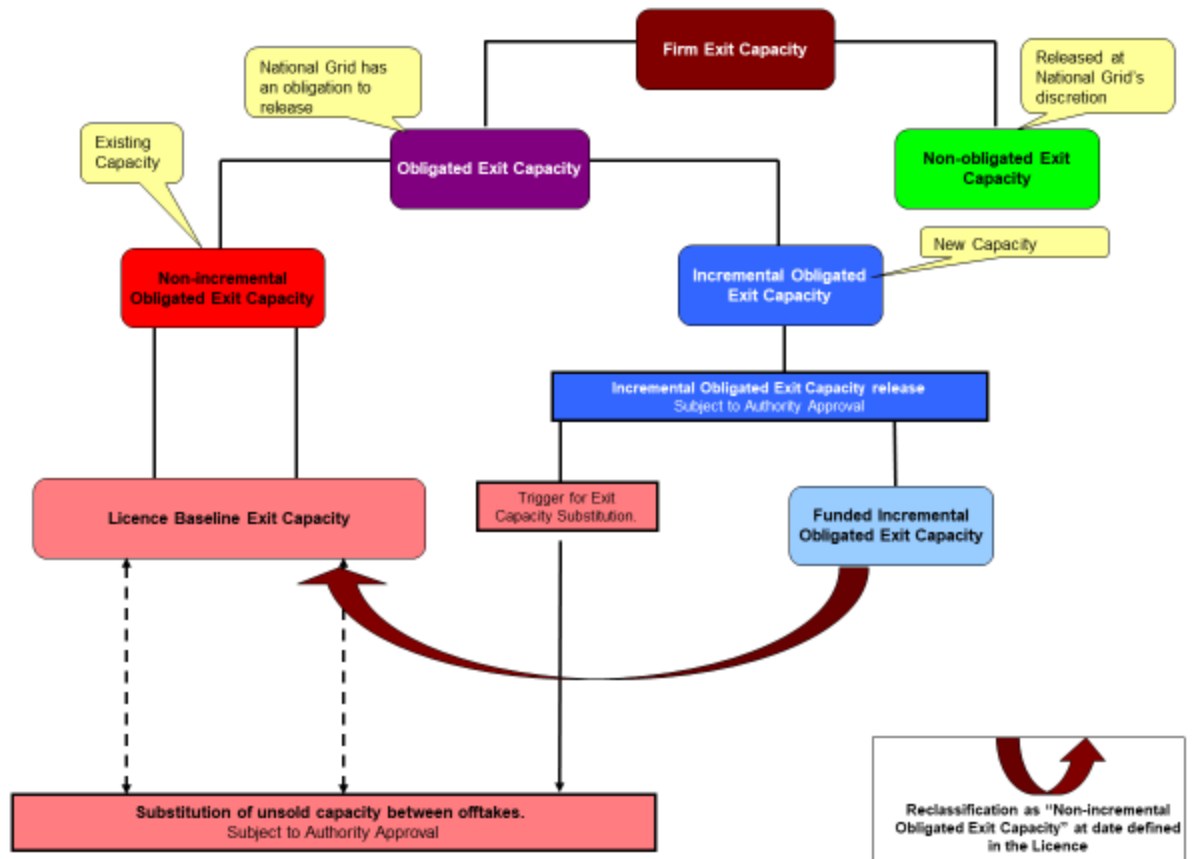 Firm Exit Capacity
National Grid has
an obligation to
release
Released at
National Grid's
discretion
Existing
Capacity
Obligated Exit Capacity
Non-obligated Exit
Capacity
New Capacity
Non-incremental
Obligated Exit Capacity
Incremental Obligated
Exit Capacity
Incremental Obligated Exit Capacity release
Subject to Authority Approval
Licence Baseline Exit Capacity
Trigger for Exit
Capacity Substitution.
Funded Incremental
Obligated Exit Capacity
Substitution of unsold capacity between offtakes.
Subject to Authority Approval
Reclassification as “Non-incremental
Obligated Exit Capacity” at date defined
in the Licence